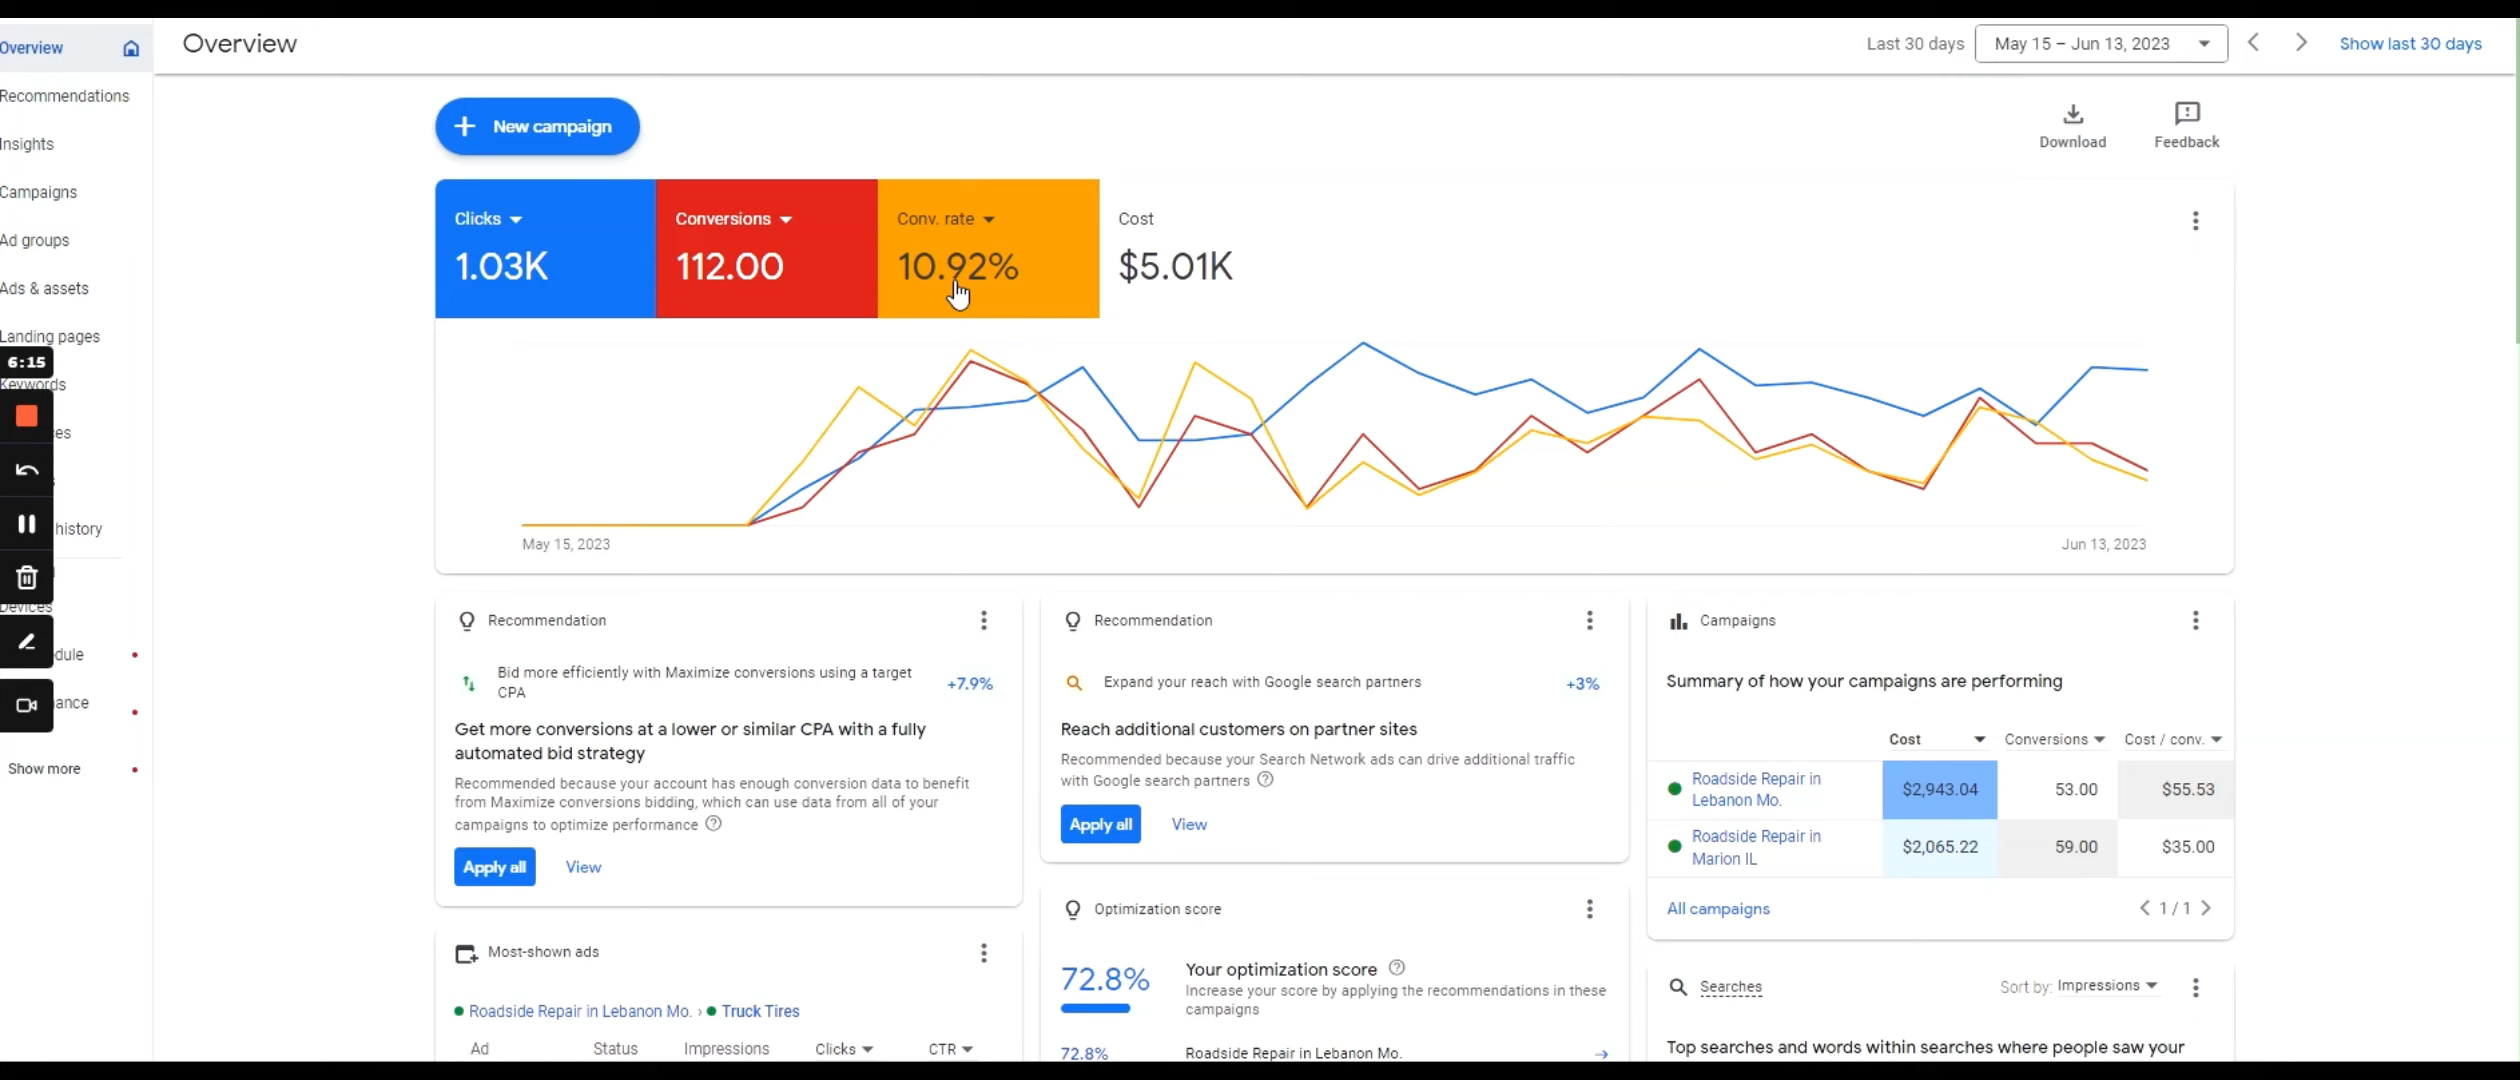 Overview
Recommendations
Insights
Campaigns
Ad groups
Ads & assets
Landing pages
6:15
Keywords
es
history
Devices
dule
ance
Show more
Overview
Last 30 days
May 15 – Jun 13, 2023
Show last 30 days
New campaign
Download
Feedback
Clicks
1.03K
Conversions
112.00
Conv. rate
10.92%
Cost
$5.01K
May 15, 2023
Jun 13, 2023
Recommendation
Bid more efficiently with Maximize conversions using a target
CPA
+7.9%
Get more conversions at a lower or similar CPA with a fully
automated bid strategy
Recommended because your account has enough conversion data to benefit
from Maximize conversions bidding, which can use data from all of your
campaigns to optimize performance
Apply all View
Most-shown ads
Roadside Repair in Lebanon Mo. › Truck Tires
Ad Status Impressions Clicks CTR
Recommendation
Expand your reach with Google search partners
+3%
Reach additional customers on partner sites
Recommended because your Search Network ads can drive additional traffic
with Google search partners
Apply all View
Optimization score
72.8%
Your optimization score
Increase your score by applying the recommendations in these
campaigns
72.8% Roadside Repair in Lebanon Mo.
Campaigns
Summary of how your campaigns are performing
Cost Conversions Cost / conv.
Roadside Repair in
Lebanon Mo.
$2,943.04 53.00 $55.53
Roadside Repair in
Marion IL
$2,065.22 59.00 $35.00
All campaigns
1 / 1
Searches
Sort by: Impressions
Top searches and words within searches where people saw your